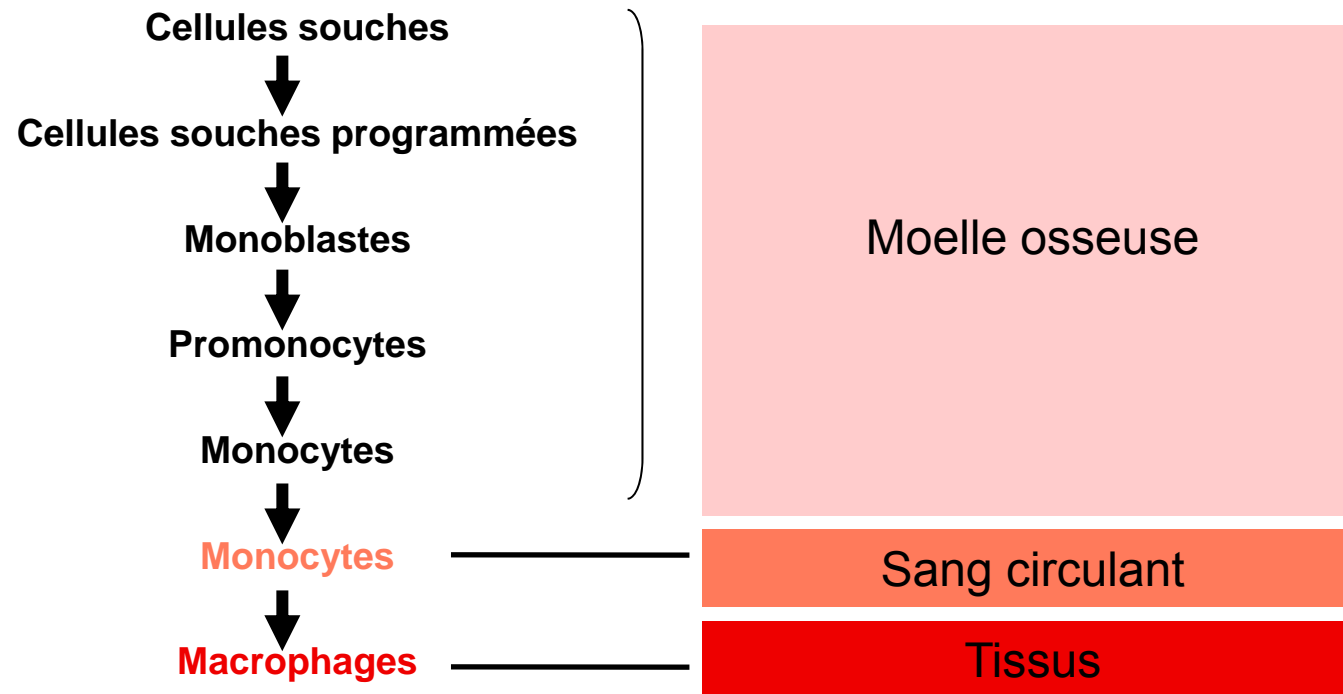 Cellules souches
Cellules souches programmées
Monoblastes
Moelle osseuse
Promonocytes
Monocytes
Monocytes
Sang circulant
Macrophages
Tissus